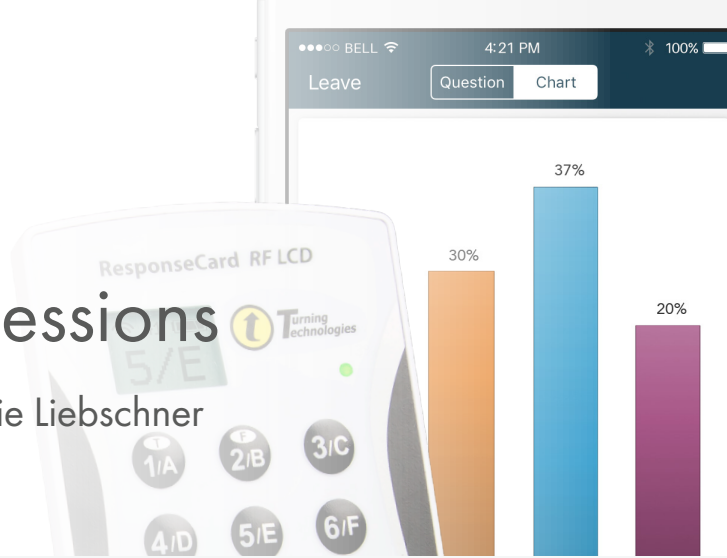 ●●●○○ BELL 4:21 PM 100%
Leave Question Chart
37%
30%
20%
ResponseCard RF LCD
Turning
Technologies
essions
5/E
ie Liebschner
T F
1/A 2/B 3/C
4/D 5/E 6/F